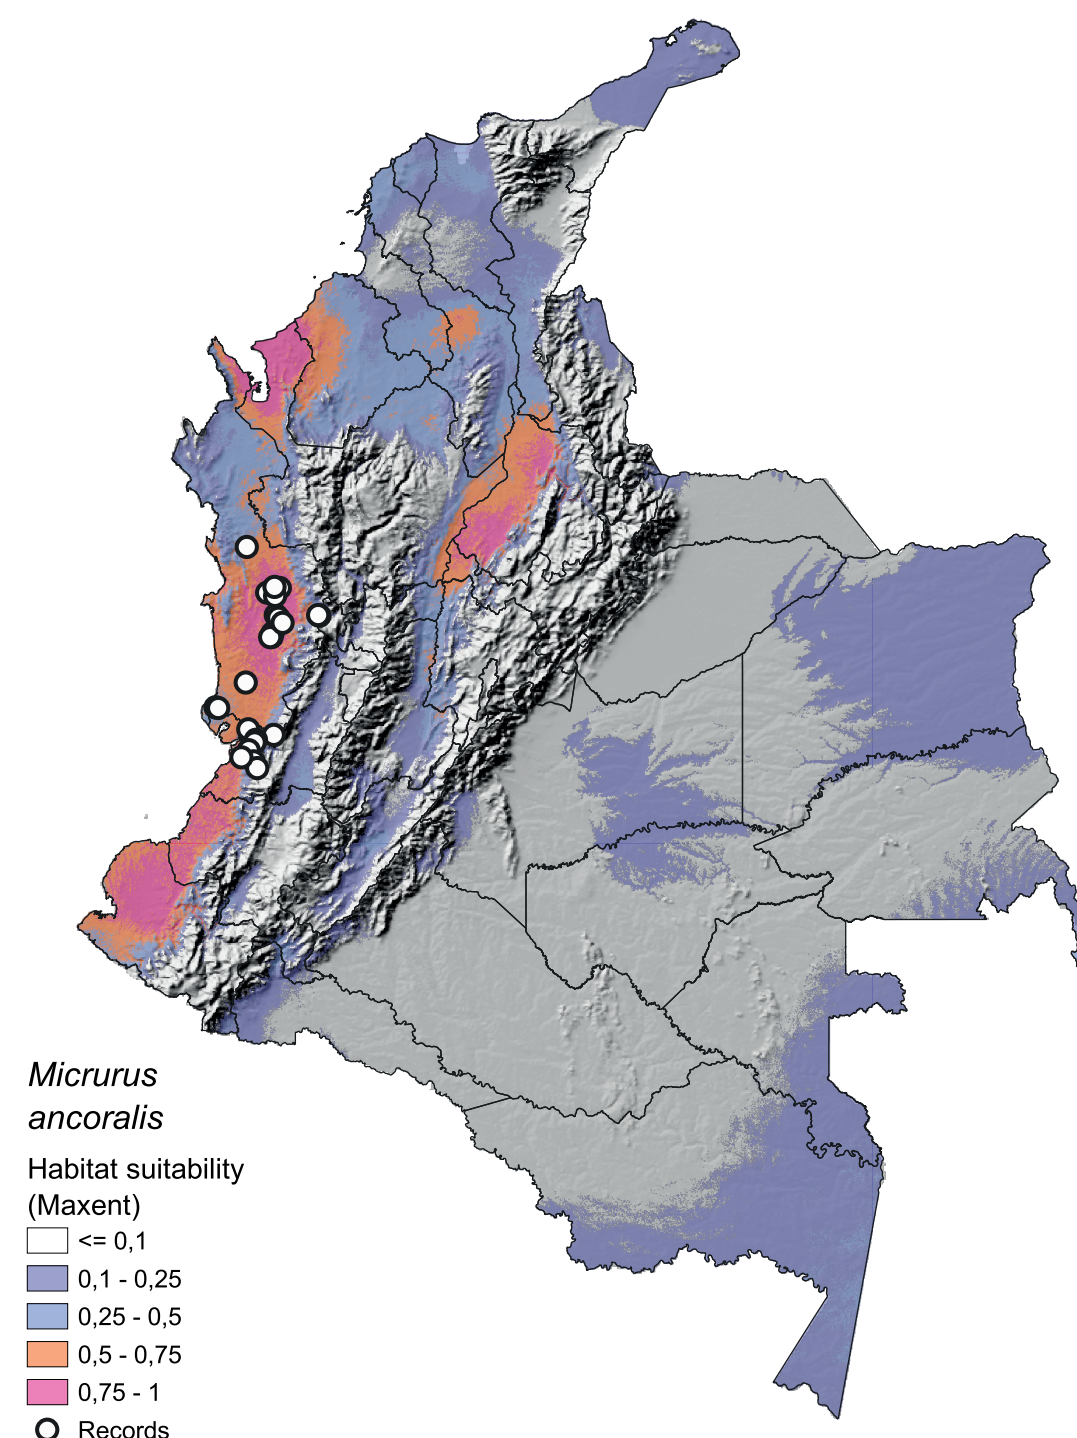 Micrurus
ancoralis
Habitat suitability
(Maxent)
<= 0,1
0,1 - 0,25
0,25 - 0,5
0,5 - 0,75
0,75 - 1
Records